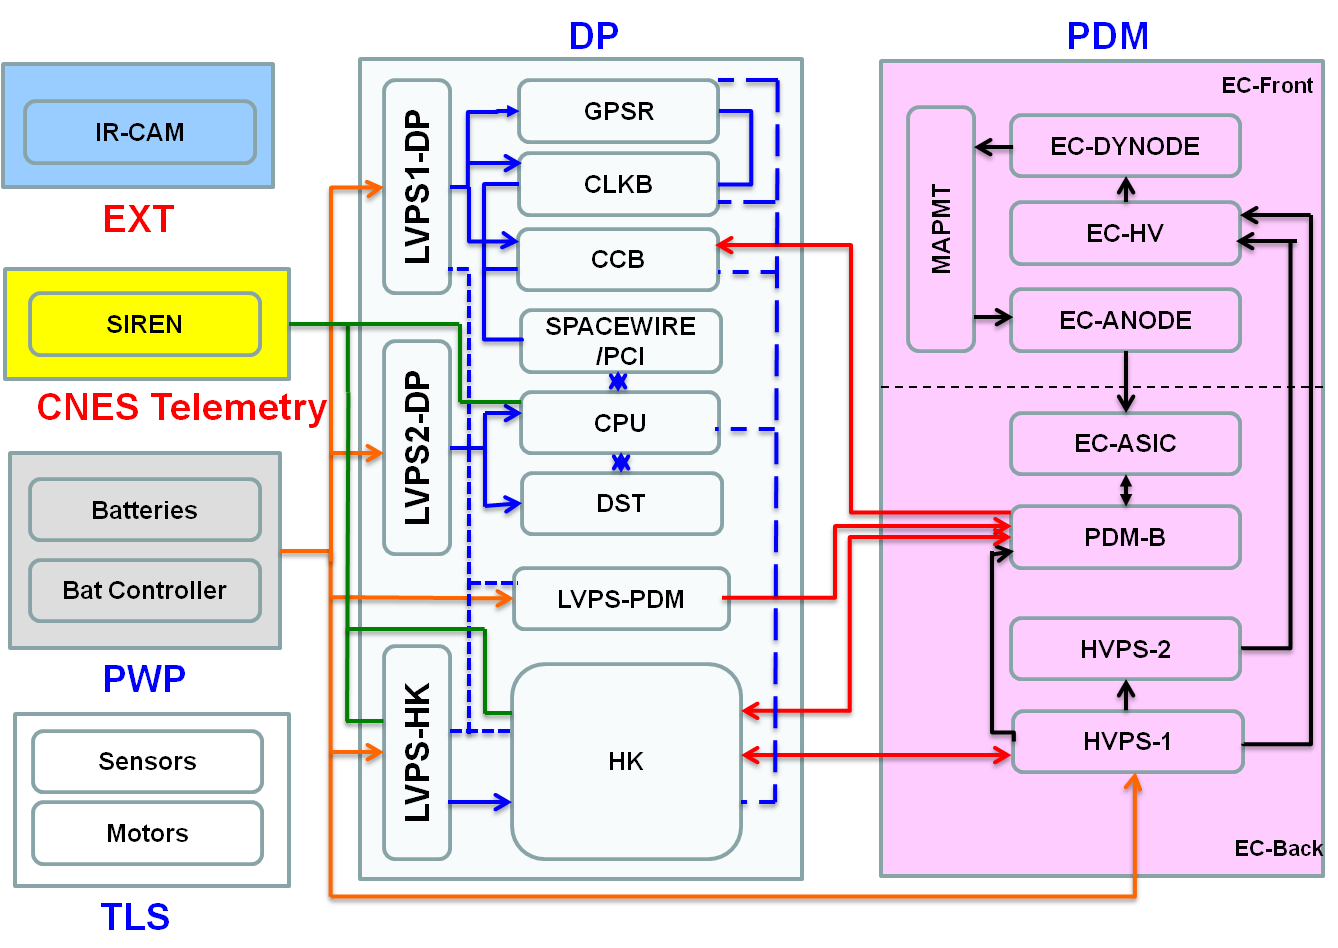 DP
PDM
IR-CAM
EXT
SIREN
CNES Telemetry
Batteries
Bat Controller
PWP
Sensors
Motors
TLS
LVPS1-DP
LVPS2-DP
LVPS-HK
GPSR
CLKB
CCB
SPACEWIRE
/PCI
CPU
DST
LVPS-PDM
HK
EC-Front
MAPMT
EC-DYNODE
EC-HV
EC-ANODE
EC-ASIC
PDM-B
HVPS-2
HVPS-1
EC-Back